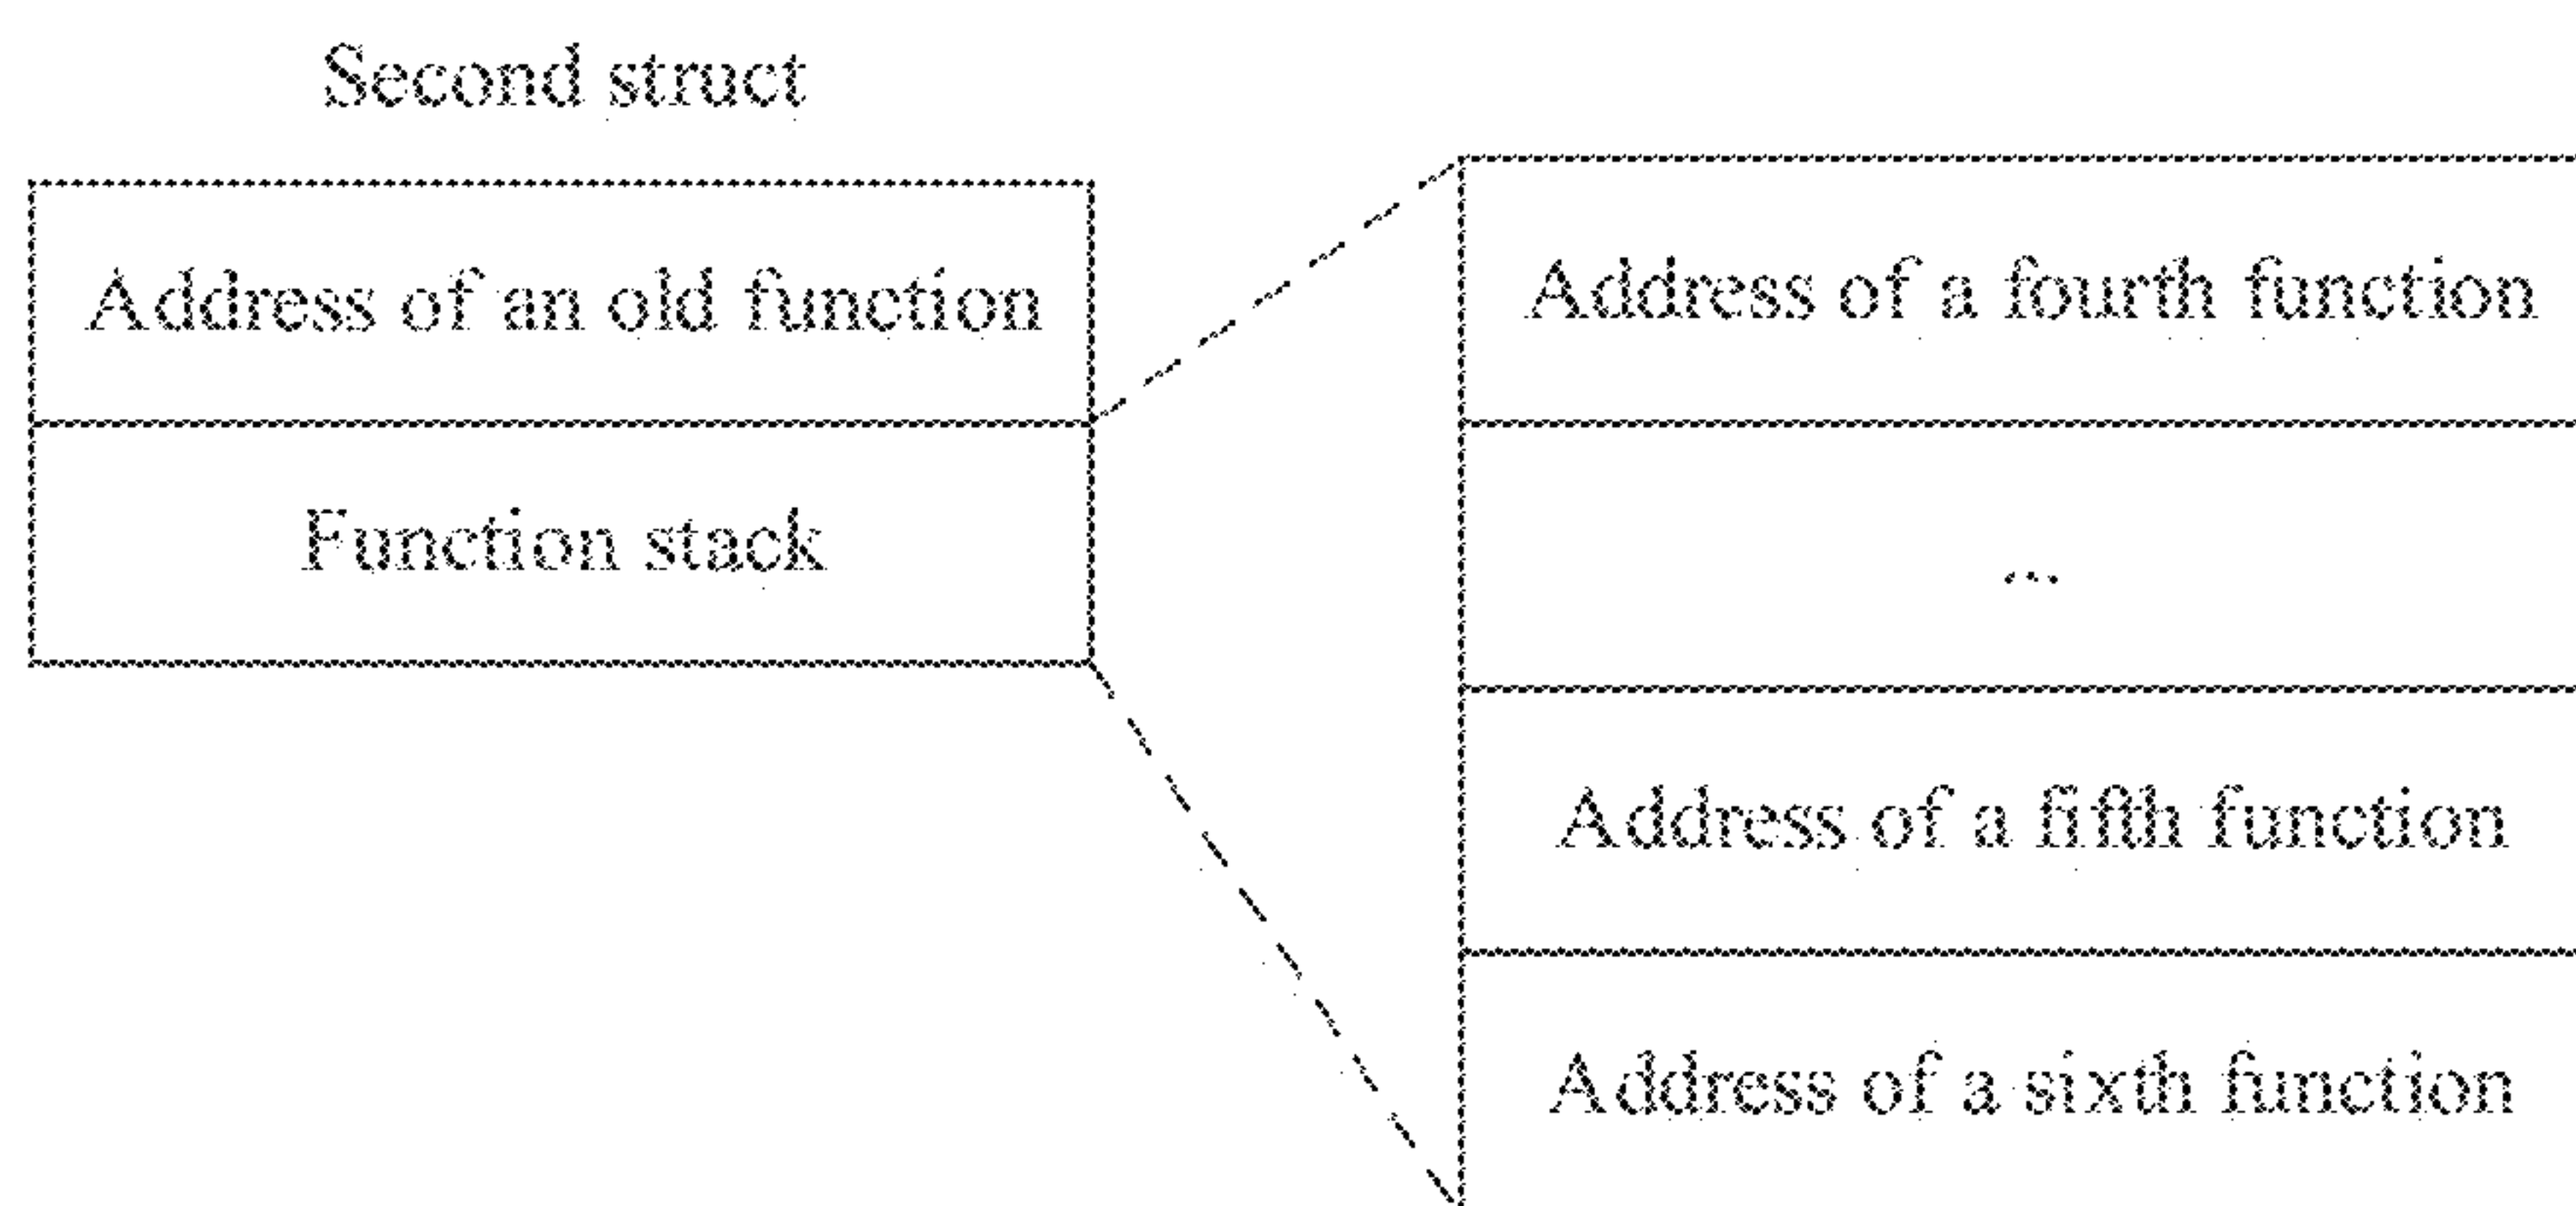 Second struct
Address of an old function
Function stack
Address of a fourth function
...
Address of a fifth function
Address of a sixth function